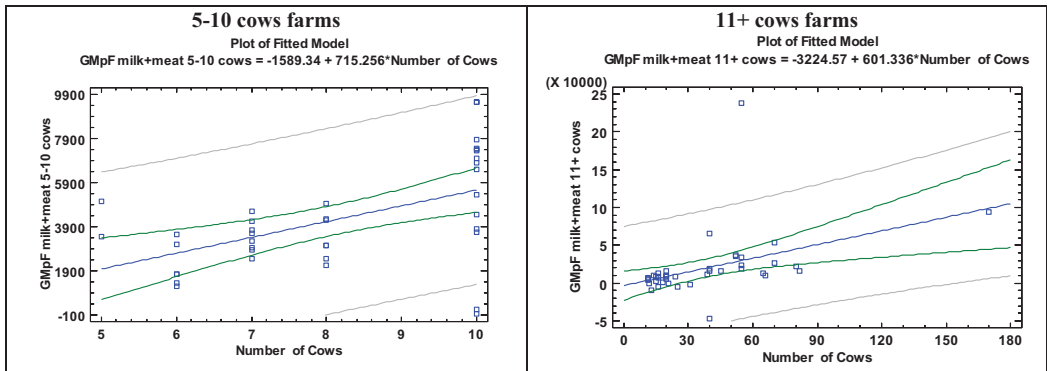 5-10 cows farms
Plot of Fitted Model
GMpF milk+meat 5-10 cows = -1589.34 + 715.256*Number of Cows
GMpF milk+meat 5-10 cows
9900
7900
5900
3900
1900
-100
5 6 7 8 9 10
Number of Cows
11+ cows farms
Plot of Fitted Model
GMpF milk+meat 11+ cows = -3224.57 + 601.336*Number of Cows
(X 10000)
GMpF milk+meat 11+ cows
25
20
15
10
5
0
-5
0 30 60 90 120 150 180
Number of Cows